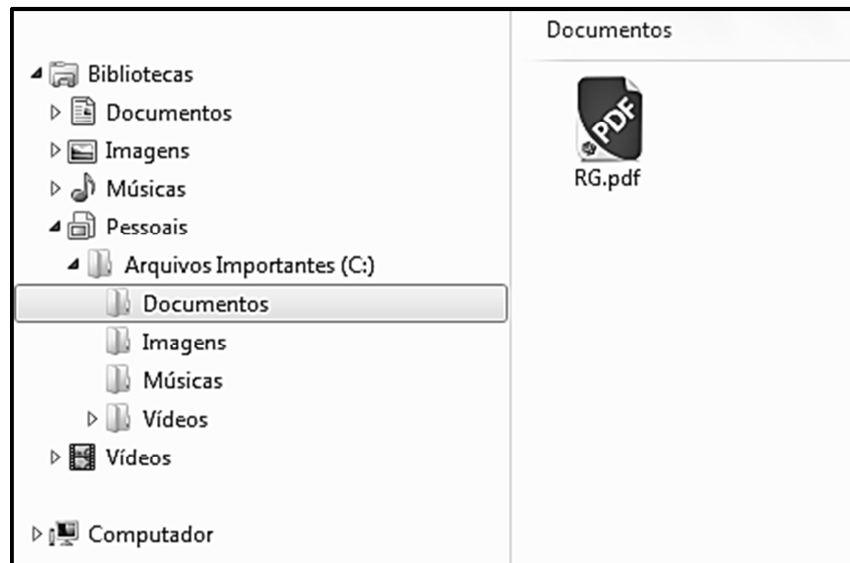 Bibliotecas
Documentos
Imagens
Músicas
Pessoais
Arquivos Importantes (C:)
Documentos
Imagens
Músicas
Vídeos
Vídeos
Computador
Documentos
PDF
RG.pdf